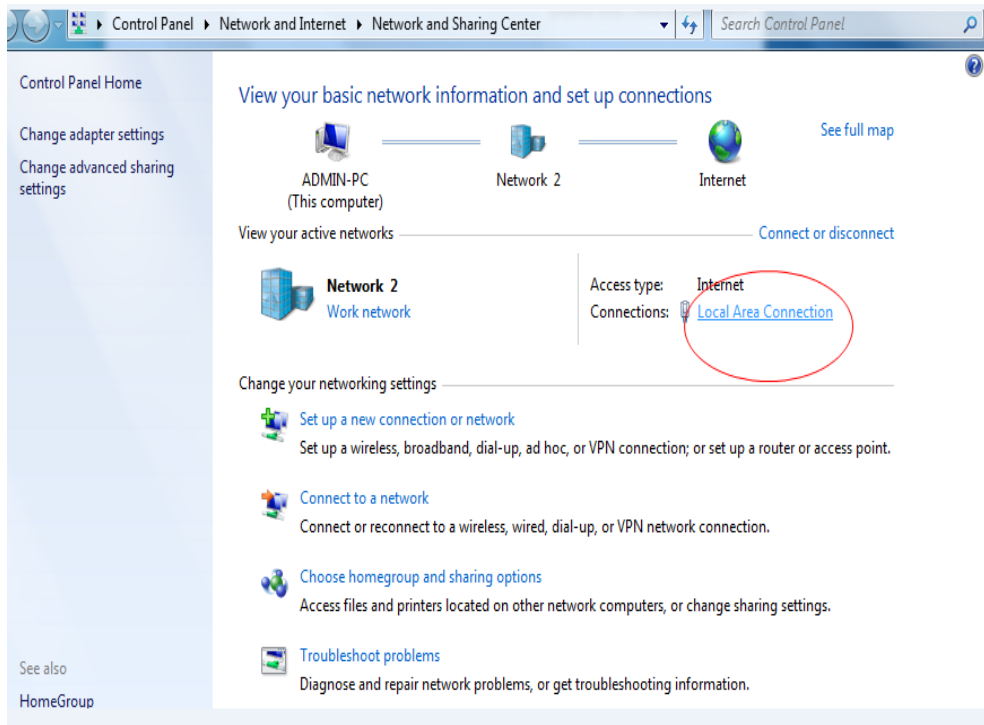 Control Panel Network and Internet Network and Sharing Center
Search Control Panel
Control Panel Home
Change adapter settings
Change advanced sharing
settings
View your basic network information and set up connections
See full map
ADMIN-PC
(This computer)
Network 2
Internet
View your active networks
Connect or disconnect
Network 2
Work network
Access type: Internet
Connections: Local Area Connection
Change your networking settings
Set up a new connection or network
Set up a wireless, broadband, dial-up, ad hoc, or VPN connection; or set up a router or access point.
Connect to a network
Connect or reconnect to a wireless, wired, dial-up, or VPN network connection.
Choose homegroup and sharing options
Access files and printers located on other network computers, or change sharing settings.
Troubleshoot problems
Diagnose and repair network problems, or get troubleshooting information.
See also
HomeGroup